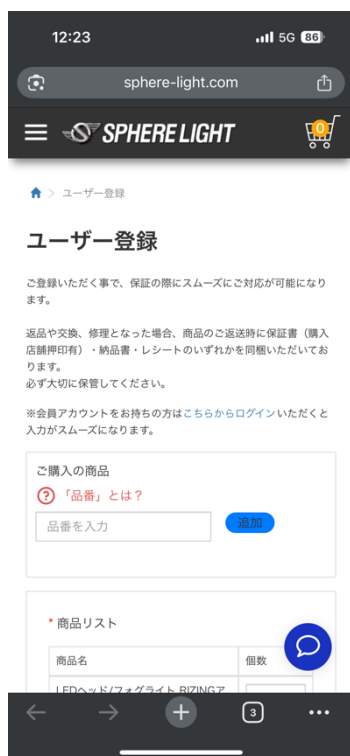 12:23
5G 86
sphere-light.com
SPHERE LIGHT
0
> ユーザー登録
ユーザー登録
ご登録いただく事で、保証の際にスムーズにご対応が可能になり
ます。
返品や交換、修理となった場合、商品のご返送時に保証書（購入
店舗押印有）・納品書・レシートのいずれかを同梱いただいてお
ります。
必ず大切に保管してください。
※会員アカウントをお持ちの方はこちらからログインいただくと
入力がスムーズになります。
ご購入の商品
? 「品番」とは？
品番を入力
追加
* 商品リスト
商品名 個数
LEDヘッド/フォグライト RIZINGア
3